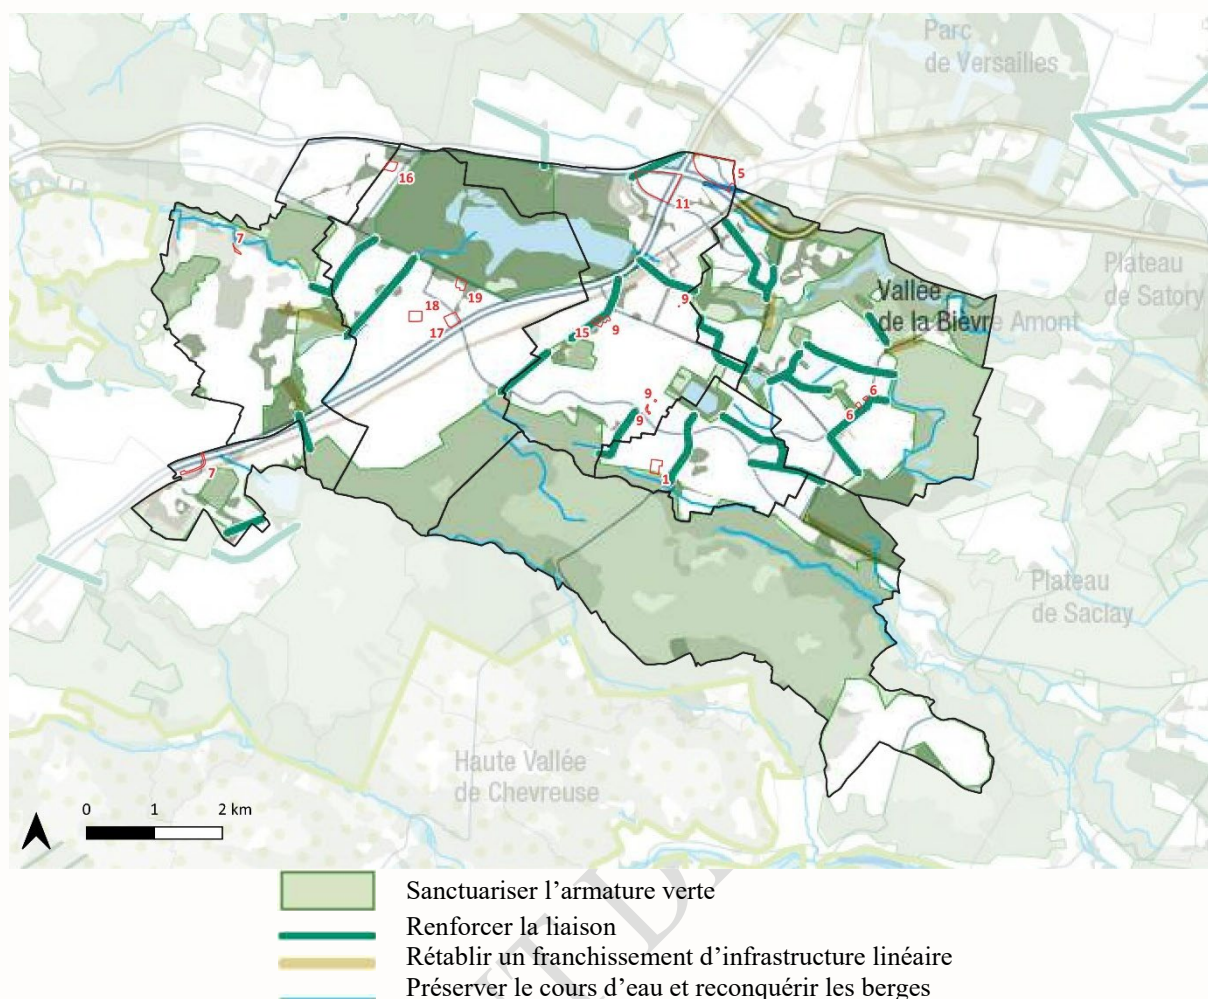 Parc
de Versailles
16
5
11
7
Plateau
de Satory
19
18
17
9
Vallée
de la Bièvre Amont
15
9
9
6
9
6
7
1
Plateau
de Saclay
Haute Vallée
de Chevreuse
0 1 2 km
Sanctuariser l’armature verte
Renforcer la liaison
Rétablir un franchissement d’infrastructure linéaire
Préserver le cours d’eau et reconquérir les berges